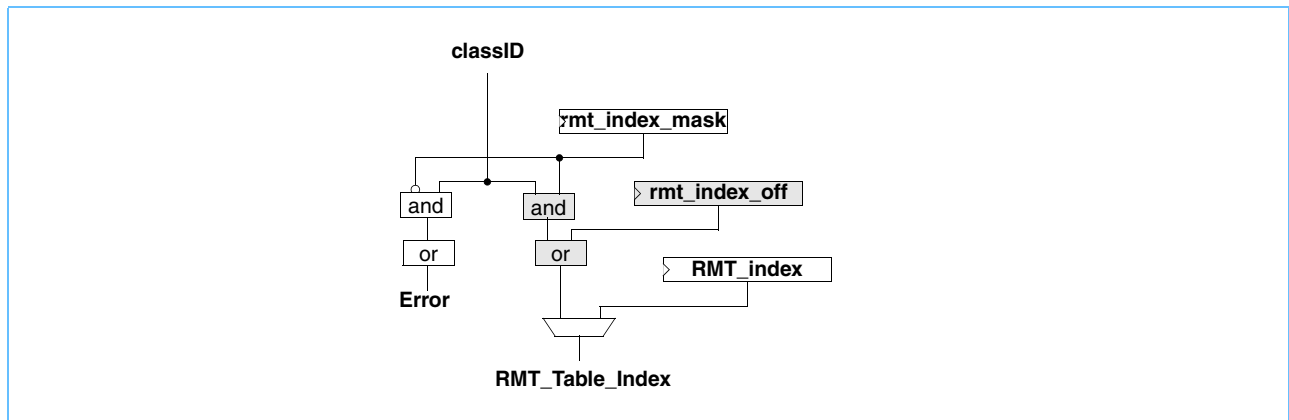 classID
rmt_index_mask
and
and
rmt_index_off
or
or
RMT_index
Error
RMT_Table_Index